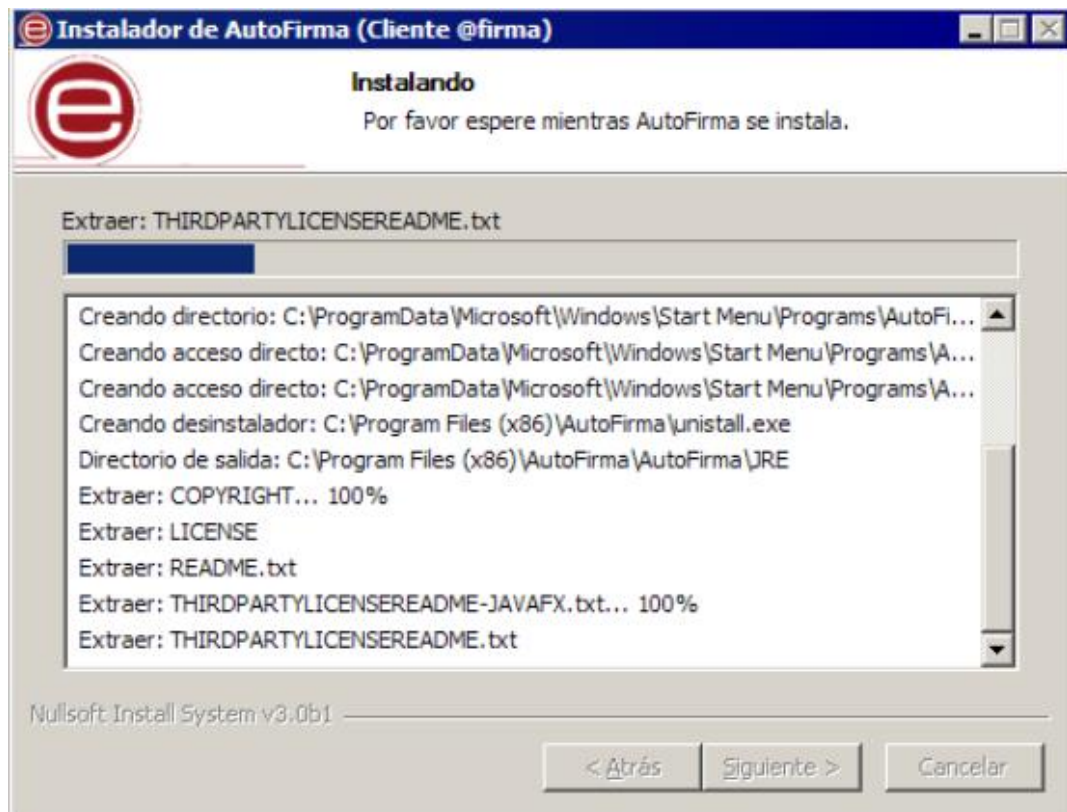 Instalador de AutoFirma (Cliente @firma)
Instalando
Por favor espere mientras AutoFirma se instala.
Extraer: THIRDPARTYLICENSEREADME.txt
Creando directorio: C:\ProgramData\Microsoft\Windows\Start Menu\Programs\AutoFi...
Creando acceso directo: C:\ProgramData\Microsoft\Windows\Start Menu\Programs\A...
Creando acceso directo: C:\ProgramData\Microsoft\Windows\Start Menu\Programs\A...
Creando desinstalador: C:\Program Files (x86)\AutoFirma\unistall.exe
Directorio de salida: C:\Program Files (x86)\AutoFirma\AutoFirma\JRE
Extraer: COPYRIGHT... 100%
Extraer: LICENSE
Extraer: README.txt
Extraer: THIRDPARTYLICENSEREADME-JAVAFX.txt... 100%
Extraer: THIRDPARTYLICENSEREADME.txt
Nullsoft Install System v3.0b1
< Atrás Siguiente > Cancelar